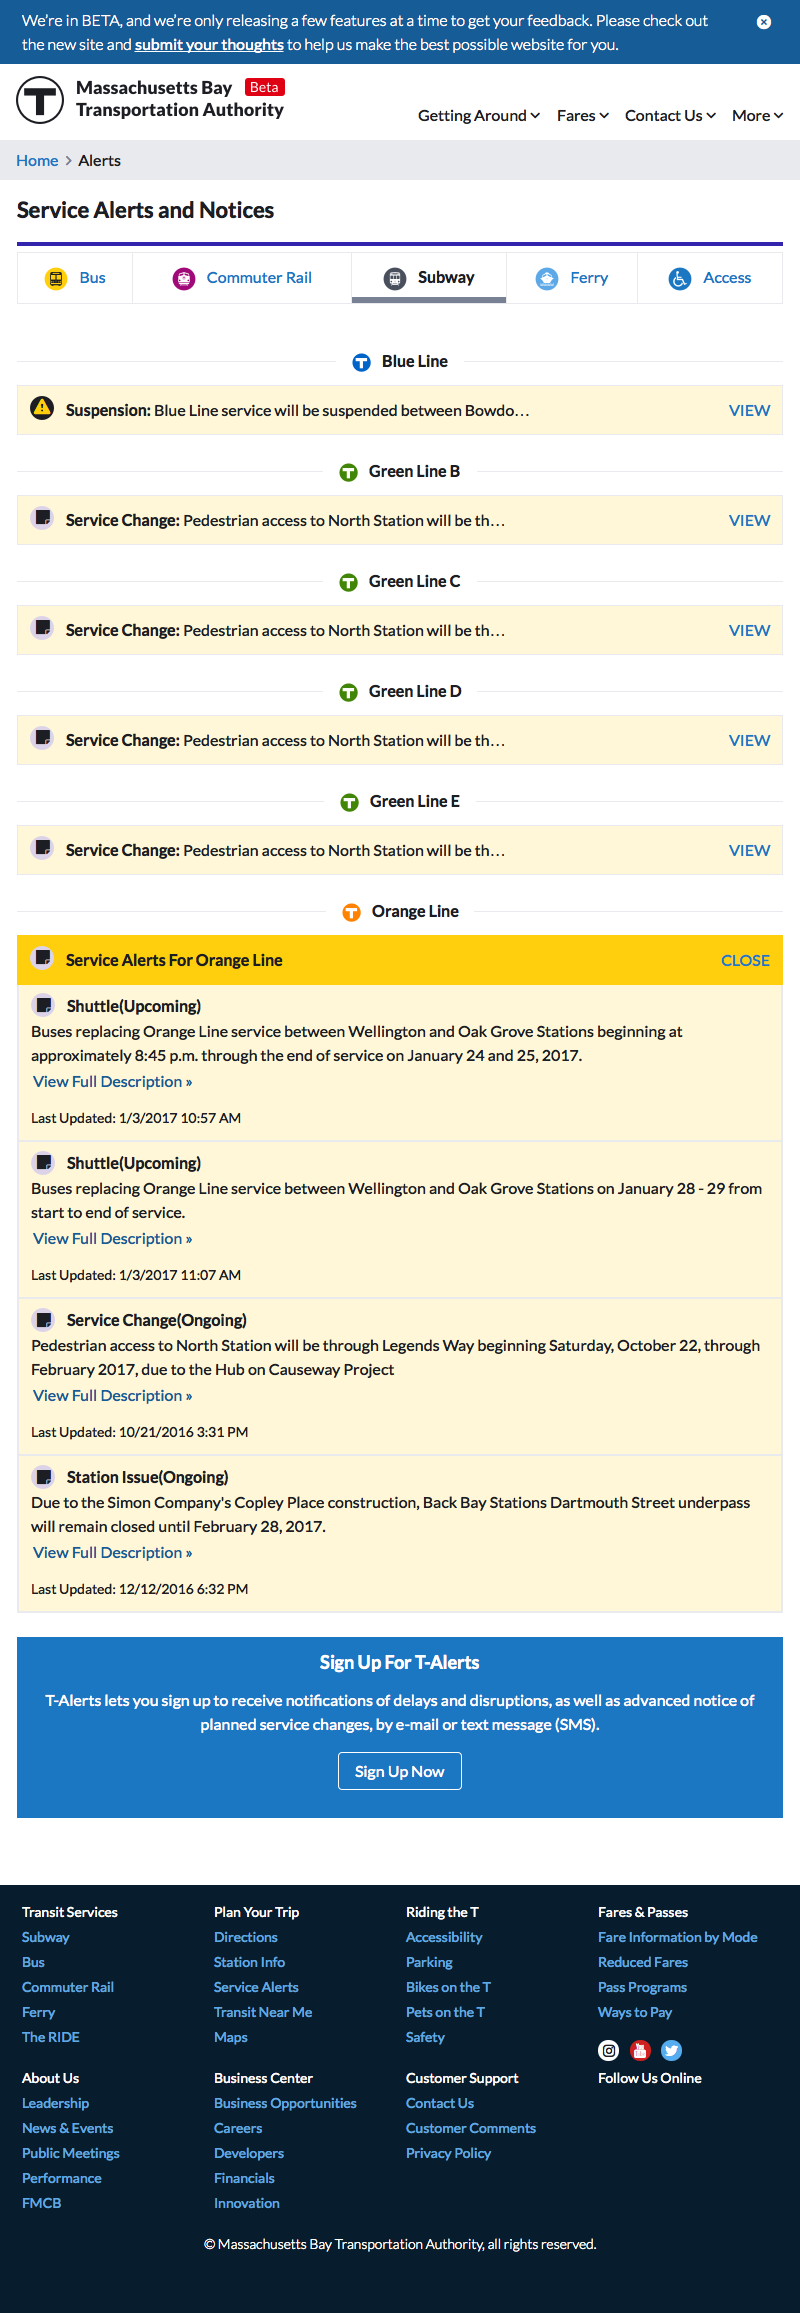 We're in BETA, and we're only releasing a few features at a time to get your feedback. Please check out
the new site and submit your thoughts to help us make the best possible website for you.
T
Massachusetts Bay Beta
Transportation Authority
Getting Around Fares Contact Us More
Home > Alerts
Service Alerts and Notices
Bus Commuter Rail Subway Ferry Access
T Blue Line
Suspension: Blue Line service will be suspended between Bowdo… VIEW
T Green Line B
Service Change: Pedestrian access to North Station will be th… VIEW
T Green Line C
Service Change: Pedestrian access to North Station will be th… VIEW
T Green Line D
Service Change: Pedestrian access to North Station will be th… VIEW
T Green Line E
Service Change: Pedestrian access to North Station will be th… VIEW
T Orange Line
Service Alerts For Orange Line CLOSE
Shuttle(Upcoming)
Buses replacing Orange Line service between Wellington and Oak Grove Stations beginning at
approximately 8:45 p.m. through the end of service on January 24 and 25, 2017.
View Full Description »
Last Updated: 1/3/2017 10:57 AM
Shuttle(Upcoming)
Buses replacing Orange Line service between Wellington and Oak Grove Stations on January 28 - 29 from
start to end of service.
View Full Description »
Last Updated: 1/3/2017 11:07 AM
Service Change(Ongoing)
Pedestrian access to North Station will be through Legends Way beginning Saturday, October 22, through
February 2017, due to the Hub on Causeway Project
View Full Description »
Last Updated: 10/21/2016 3:31 PM
Station Issue(Ongoing)
Due to the Simon Company's Copley Place construction, Back Bay Stations Dartmouth Street underpass
will remain closed until February 28, 2017.
View Full Description »
Last Updated: 12/12/2016 6:32 PM
Sign Up For T-Alerts
T-Alerts lets you sign up to receive notifications of delays and disruptions, as well as advanced notice of
planned service changes, by e-mail or text message (SMS).
Sign Up Now
Transit Services
Subway
Bus
Commuter Rail
Ferry
The RIDE
Plan Your Trip
Directions
Station Info
Service Alerts
Transit Near Me
Maps
Riding the T
Accessibility
Parking
Bikes on the T
Pets on the T
Safety
Fares & Passes
Fare Information by Mode
Reduced Fares
Pass Programs
Ways to Pay
About Us
Leadership
News & Events
Public Meetings
Performance
FMCB
Business Center
Business Opportunities
Careers
Developers
Financials
Innovation
Customer Support
Contact Us
Customer Comments
Privacy Policy
Follow Us Online
© Massachusetts Bay Transportation Authority, all rights reserved.